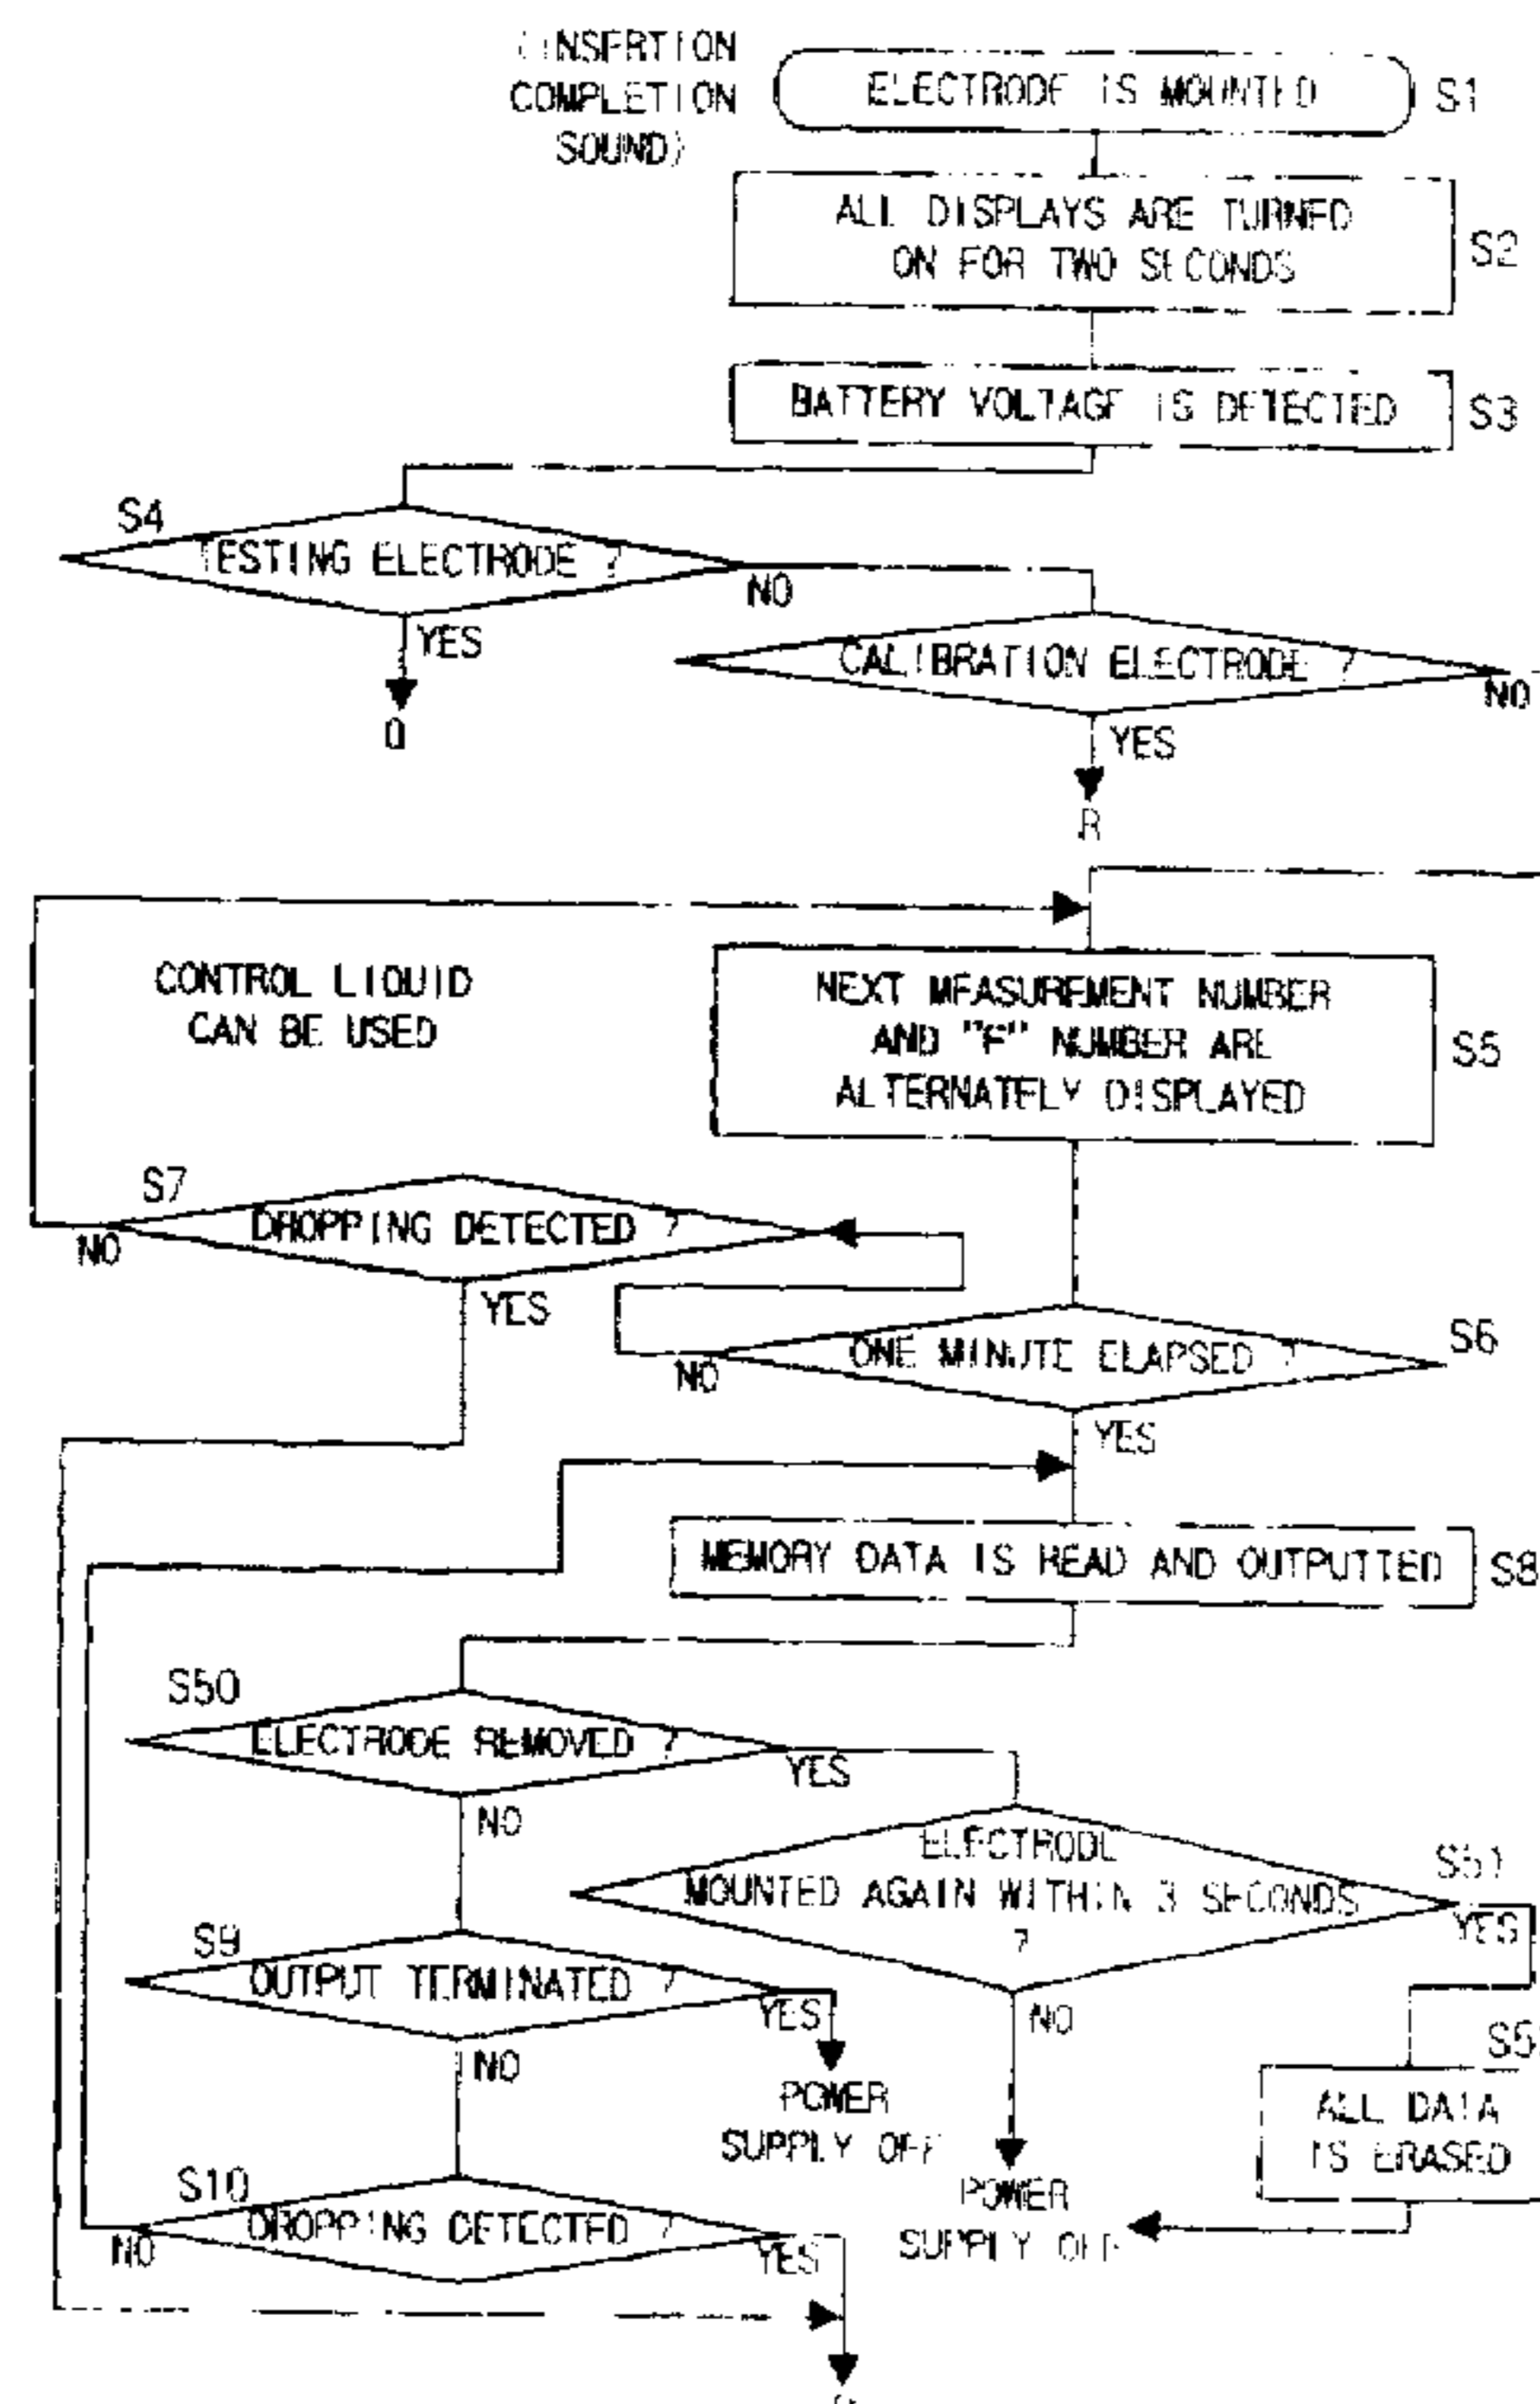 (INSERTION
COMPLETION
SOUND)
ELECTRODE IS MOUNTED
S1
ALL DISPLAYS ARE TURNED
ON FOR TWO SECONDS
S2
BATTERY VOLTAGE IS DETECTED
S3
S4
TESTING ELECTRODE ?
NO
YES
Q
CALIBRATION ELECTRODE ?
NO
YES
R
CONTROL LIQUID
CAN BE USED
NEXT MEASUREMENT NUMBER
AND "F" NUMBER ARE
ALTERNATELY DISPLAYED
S5
S7
DROPPING DETECTED ?
NO
YES
ONE MINUTE ELAPSED ?
S6
NO
YES
MEMORY DATA IS READ AND OUTPUTTED
S8
S50
ELECTRODE REMOVED ?
YES
NO
ELECTRODE
MOUNTED AGAIN WITHIN 3 SECONDS
?
S51
YES
NO
S9
OUTPUT TERMINATED ?
YES
NO
POWER
SUPPLY OFF
POWER
SUPPLY OFF
ALL DATA
IS ERASED
S10
DROPPING DETECTED ?
NO
YES